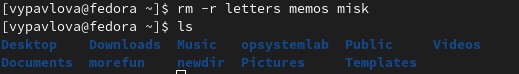 [vypavlova@fedora ~]$ rm -r letters memos misk
[vypavlova@fedora ~]$ ls
Desktop Downloads Music opsystemlab Public Videos
Documents morefun newdir Pictures Templates